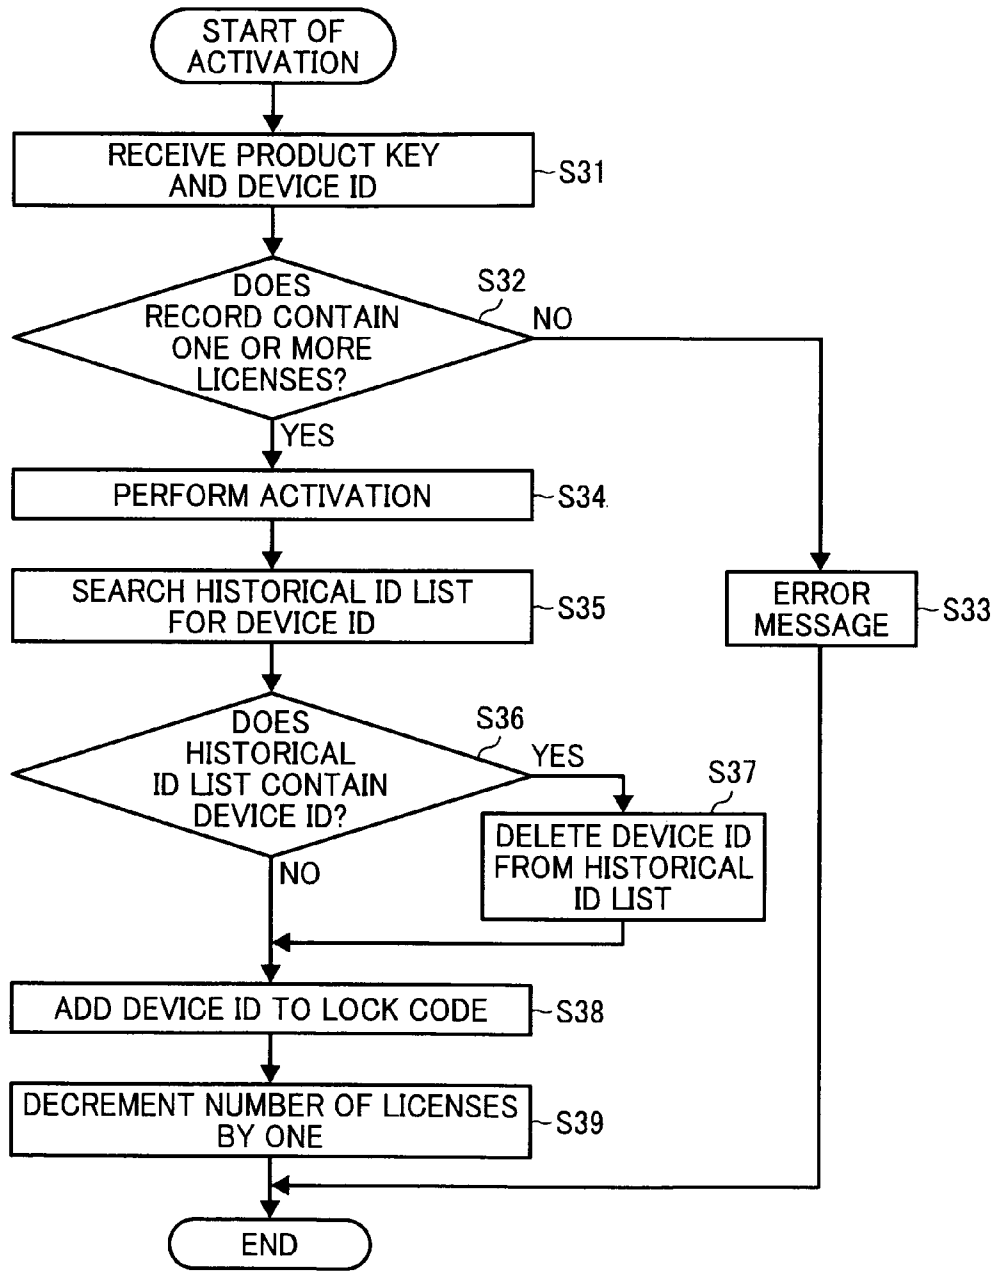 START OF
ACTIVATION
RECEIVE PRODUCT KEY
AND DEVICE ID
S31
DOES
RECORD CONTAIN
ONE OR MORE
LICENSES?
S32
NO
YES
PERFORM ACTIVATION
S34
SEARCH HISTORICAL ID LIST
FOR DEVICE ID
S35
ERROR
MESSAGE
S33
DOES
HISTORICAL
ID LIST CONTAIN
DEVICE ID?
S36
YES
S37
DELETE DEVICE ID
FROM HISTORICAL
ID LIST
NO
ADD DEVICE ID TO LOCK CODE
S38
DECREMENT NUMBER OF LICENSES
BY ONE
S39
END